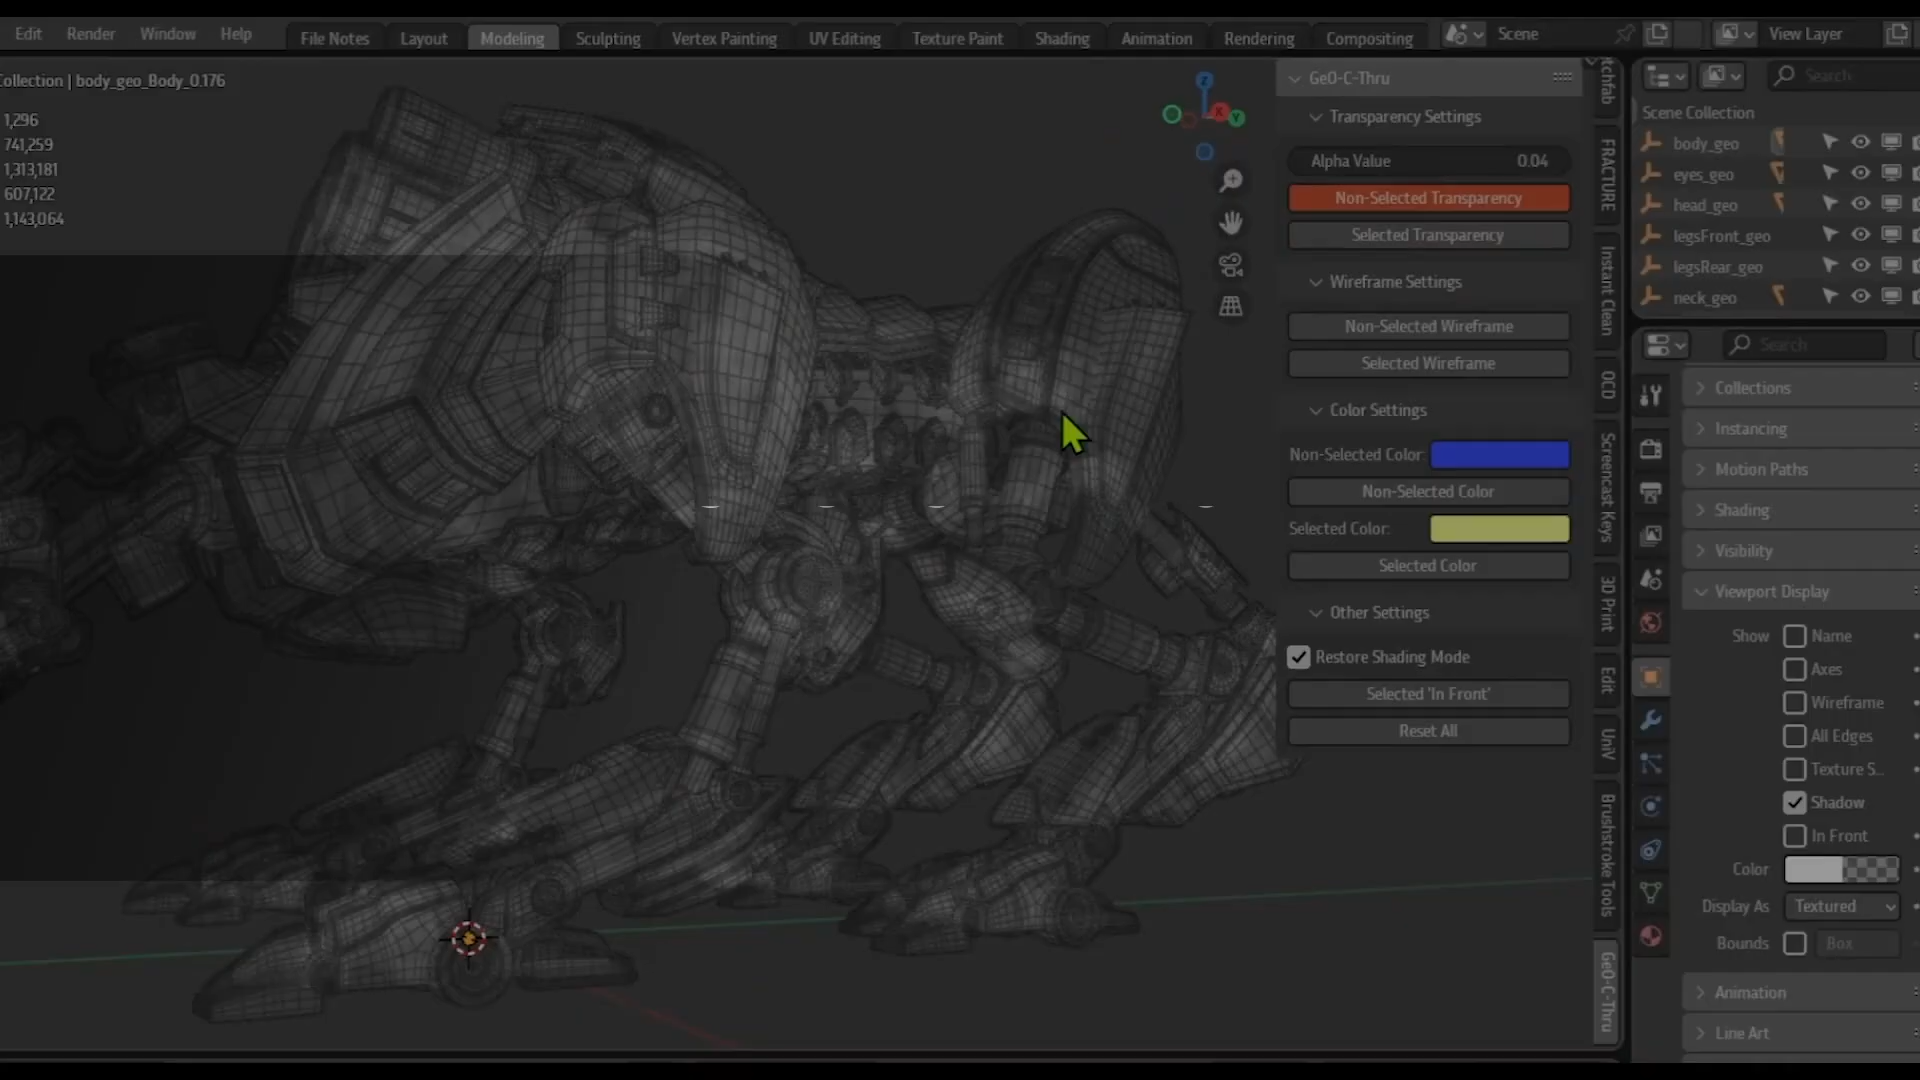 Edit Render Window Help File Notes Layout Modeling Sculpting Vertex Painting UV Editing Texture Paint Shading Animation Rendering Compositing Scene View Layer
Collection | body_geo_Body_0.176
1,296
741,259
1,313,181
607,122
1,143,064
Z
X
Y
GeO-C-Thru
Transparency Settings
Alpha Value 0.04
Non-Selected Transparency
Selected Transparency
Wireframe Settings
Non-Selected Wireframe
Selected Wireframe
Color Settings
Non-Selected Color:
Non-Selected Color
Selected Color:
Selected Color
Other Settings
Restore Shading Mode
Selected 'In Front'
Reset All
tchfab
FRACTURE
Instant Clean
OCD
Screencast Keys
3D Print
Edit
UniV
Brushstroke Tools
GeO-C-Thru
Search
Scene Collection
body_geo
eyes_geo
head_geo
legsFront_geo
legsRear_geo
neck_geo
Search
Collections
Instancing
Motion Paths
Shading
Visibility
Viewport Display
Show Name
Axes
Wireframe
All Edges
Texture S...
Shadow
In Front
Color
Display As Textured
Bounds Box
Animation
Line Art